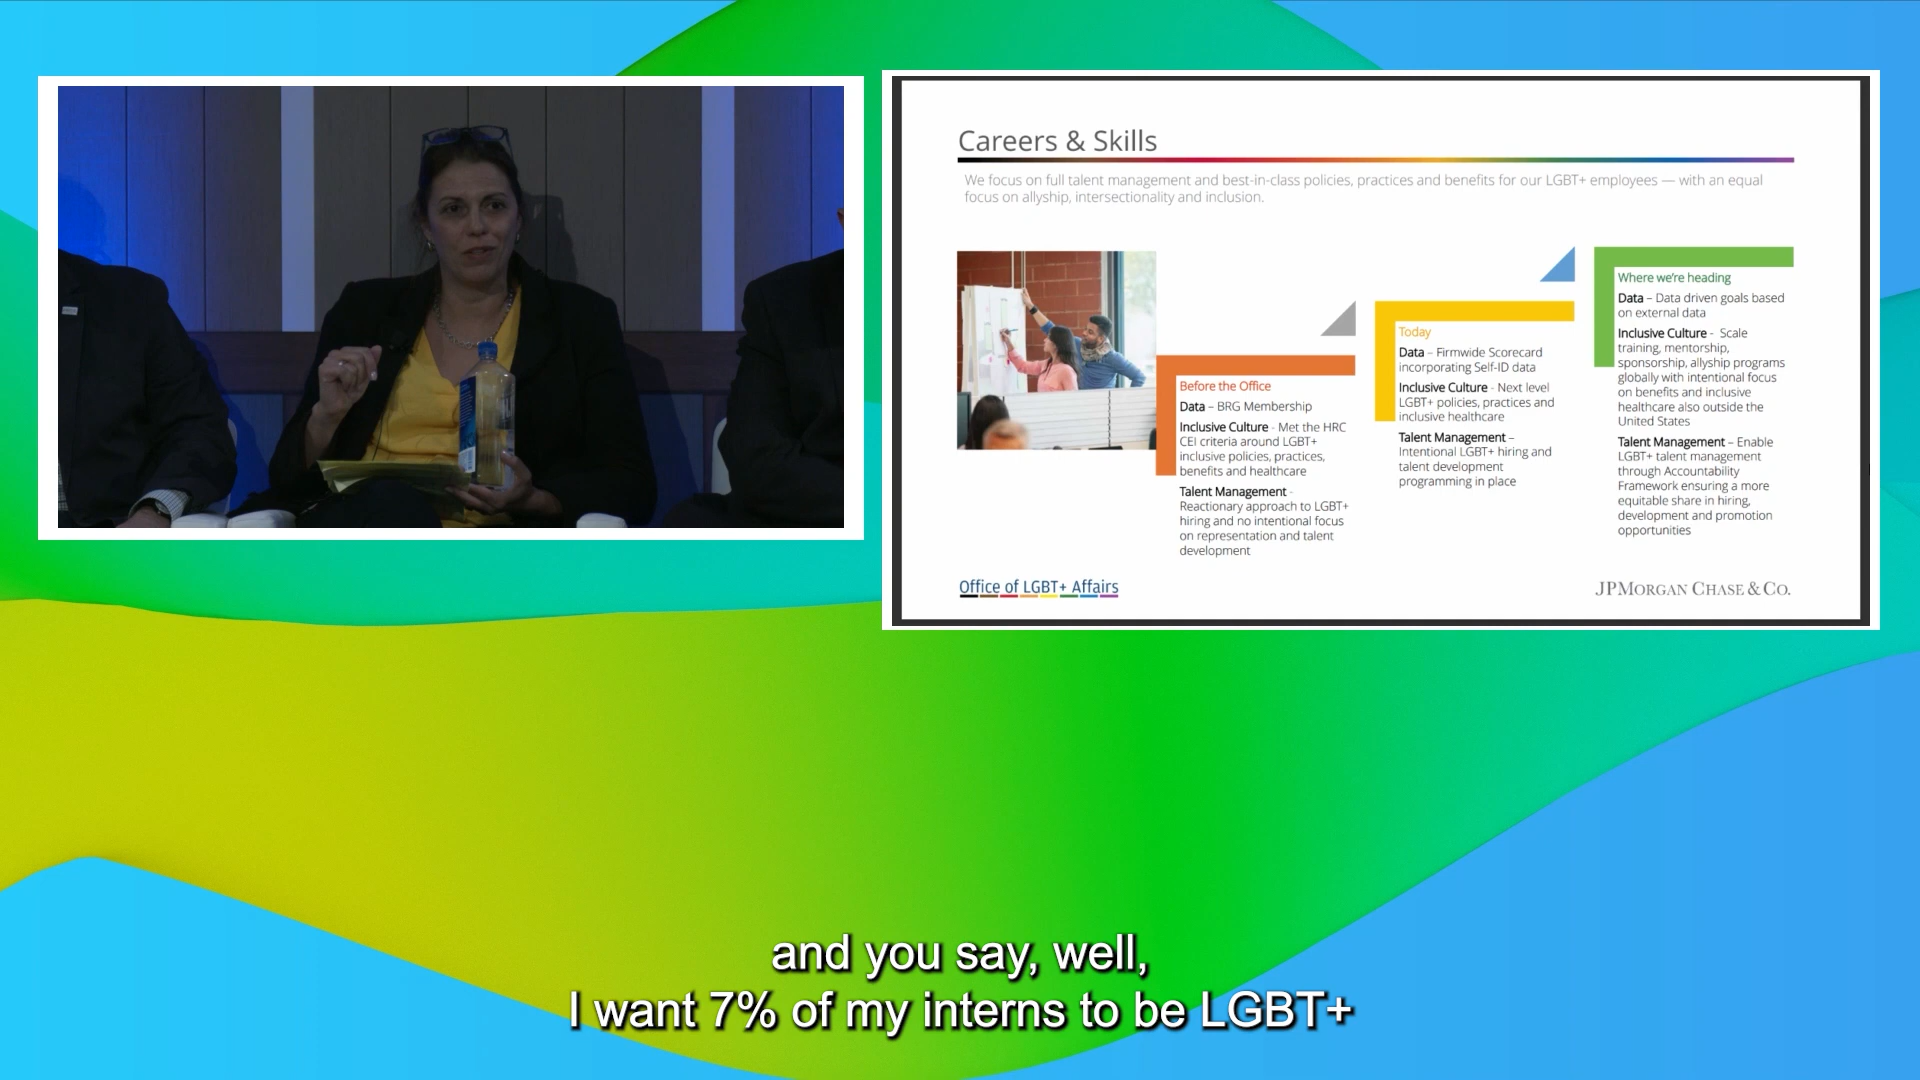 Careers & Skills
We focus on full talent management and best-in-class policies, practices and benefits for our LGBT+ employees — with an equal
focus on allyship, intersectionality and inclusion.
Before the Office
Data – BRG Membership
Inclusive Culture - Met the HRC
CEI criteria around LGBT+
inclusive policies, practices,
benefits and healthcare
Talent Management -
Reactionary approach to LGBT+
hiring and no intentional focus
on representation and talent
development
Today
Data – Firmwide Scorecard
incorporating Self-ID data
Inclusive Culture - Next level
LGBT+ policies, practices and
inclusive healthcare
Talent Management –
Intentional LGBT+ hiring and
talent development
programming in place
Where we're heading
Data – Data driven goals based
on external data
Inclusive Culture - Scale
training, mentorship,
sponsorship, allyship programs
globally with intentional focus
on benefits and inclusive
healthcare also outside the
United States
Talent Management – Enable
LGBT+ talent management
through Accountability
Framework ensuring a more
equitable share in hiring,
development and promotion
opportunities
Office of LGBT+ Affairs
JPMORGAN CHASE & CO.
and you say, well,
I want 7% of my interns to be LGBT+